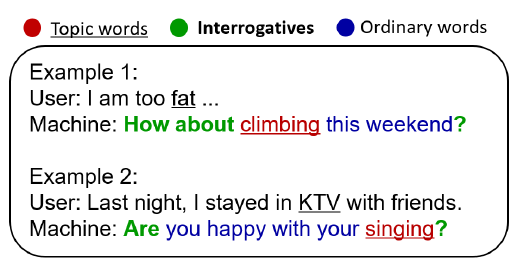 Topic words Interrogatives Ordinary words
Example 1:
User: I am too fat ...
Machine: How about climbing this weekend?
Example 2:
User: Last night, I stayed in KTV with friends.
Machine: Are you happy with your singing?